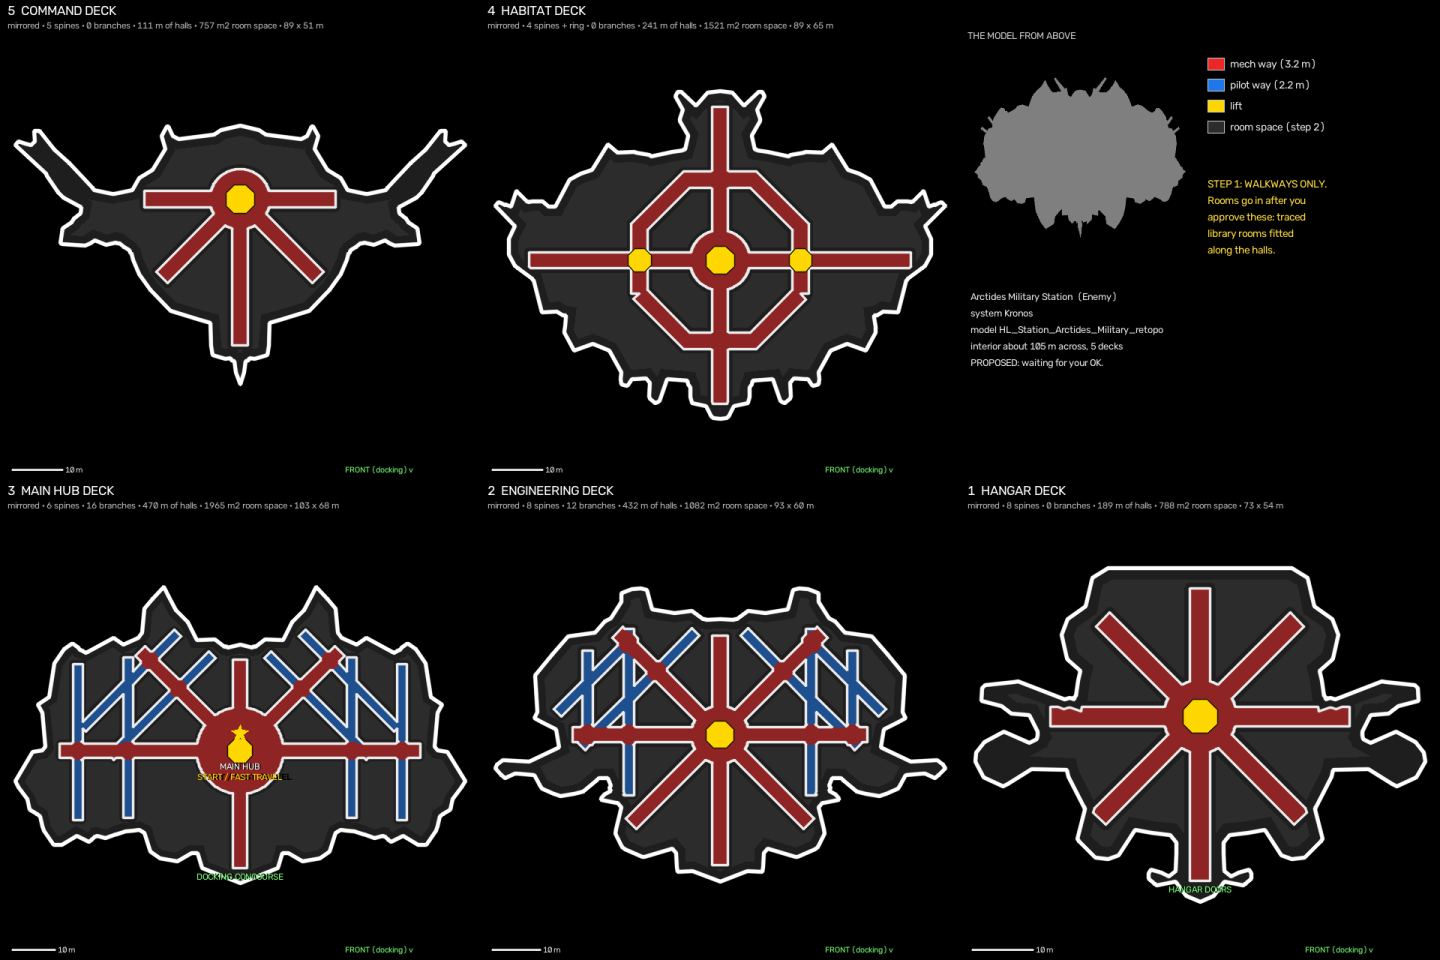 5 COMMAND DECK
mirrored • 5 spines • 0 branches • 111 m of halls • 757 m2 room space • 89 x 51 m
10 m
FRONT (docking) v
4 HABITAT DECK
mirrored • 4 spines + ring • 0 branches • 241 m of halls • 1521 m2 room space • 89 x 65 m
10 m
FRONT (docking) v
THE MODEL FROM ABOVE
mech way (3.2 m)
pilot way (2.2 m)
lift
room space (step 2)
STEP 1: WALKWAYS ONLY.
Rooms go in after you
approve these: traced
library rooms fitted
along the halls.
Arctides Military Station (Enemy)
system Kronos
model HL_Station_Arctides_Military_retopo
interior about 105 m across, 5 decks
PROPOSED: waiting for your OK.
3 MAIN HUB DECK
mirrored • 6 spines • 16 branches • 470 m of halls • 1965 m2 room space • 103 x 68 m
MAIN HUB
START / FAST TRAVEL
DOCKING CONCOURSE
10 m
FRONT (docking) v
2 ENGINEERING DECK
mirrored • 8 spines • 12 branches • 432 m of halls • 1082 m2 room space • 93 x 60 m
10 m
FRONT (docking) v
1 HANGAR DECK
mirrored • 8 spines • 0 branches • 189 m of halls • 788 m2 room space • 73 x 54 m
HANGAR DOORS
10 m
FRONT (docking) v